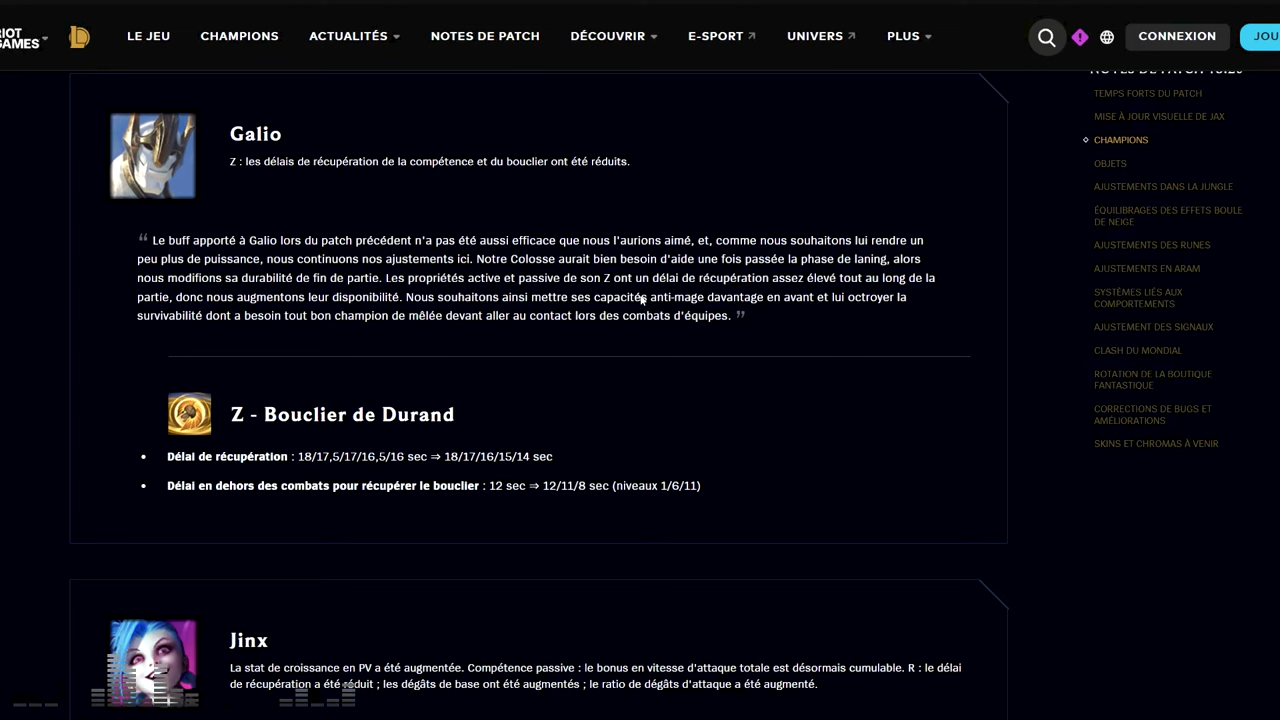 RIOT
GAMES
LE JEU
CHAMPIONS
ACTUALITÉS
NOTES DE PATCH
DÉCOUVRIR
E-SPORT
UNIVERS
PLUS
CONNEXION
JOU
Galio
Z : les délais de récupération de la compétence et du bouclier ont été réduits.
“ Le buff apporté à Galio lors du patch précédent n'a pas été aussi efficace que nous l'aurions aimé, et, comme nous souhaitons lui rendre un
peu plus de puissance, nous continuons nos ajustements ici. Notre Colosse aurait bien besoin d'aide une fois passée la phase de laning, alors
nous modifions sa durabilité de fin de partie. Les propriétés active et passive de son Z ont un délai de récupération assez élevé tout au long de la
partie, donc nous augmentons leur disponibilité. Nous souhaitons ainsi mettre ses capacités anti-mage davantage en avant et lui octroyer la
survivabilité dont a besoin tout bon champion de mêlée devant aller au contact lors des combats d'équipes. ”
Z - Bouclier de Durand
• Délai de récupération : 18/17,5/17/16,5/16 sec ⇒ 18/17/16/15/14 sec
• Délai en dehors des combats pour récupérer le bouclier : 12 sec ⇒ 12/11/8 sec (niveaux 1/6/11)
Jinx
La stat de croissance en PV a été augmentée. Compétence passive : le bonus en vitesse d'attaque totale est désormais cumulable. R : le délai
de récupération a été réduit ; les dégâts de base ont été augmentés ; le ratio de dégâts d'attaque a été augmenté.
NOTES DE PATCH
TEMPS FORTS DU PATCH
MISE À JOUR VISUELLE DE JAX
CHAMPIONS
OBJETS
AJUSTEMENTS DANS LA JUNGLE
ÉQUILIBRAGES DES EFFETS BOULE
DE NEIGE
AJUSTEMENTS DES RUNES
AJUSTEMENTS EN ARAM
SYSTÈMES LIÉS AUX
COMPORTEMENTS
AJUSTEMENT DES SIGNAUX
CLASH DU MONDIAL
ROTATION DE LA BOUTIQUE
FANTASTIQUE
CORRECTIONS DE BUGS ET
AMÉLIORATIONS
SKINS ET CHROMAS À VENIR